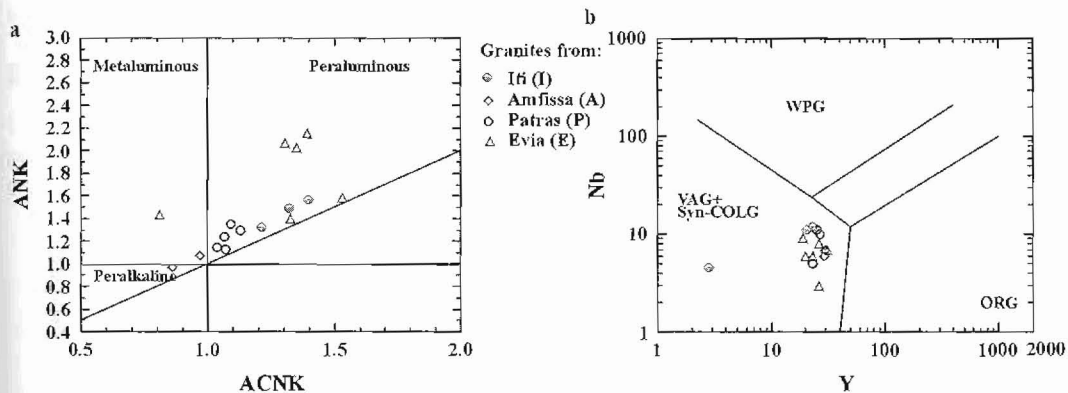 a
3.0
2.8
2.6
2.4
2.2
2.0
1.8
1.6
1.4
1.2
1.0
0.8
0.6
0.4
ANK
Metaluminous
Peraluminous
Peralkaline
0.5
1.0
1.5
2.0
ACNK
Granites from:
Iti (I)
Amfissa (A)
Patras (P)
Evia (E)
b
1000
100
10
1
Nb
WPG
VAG+
Syn-COLG
ORG
1
10
100
1000 2000
Y